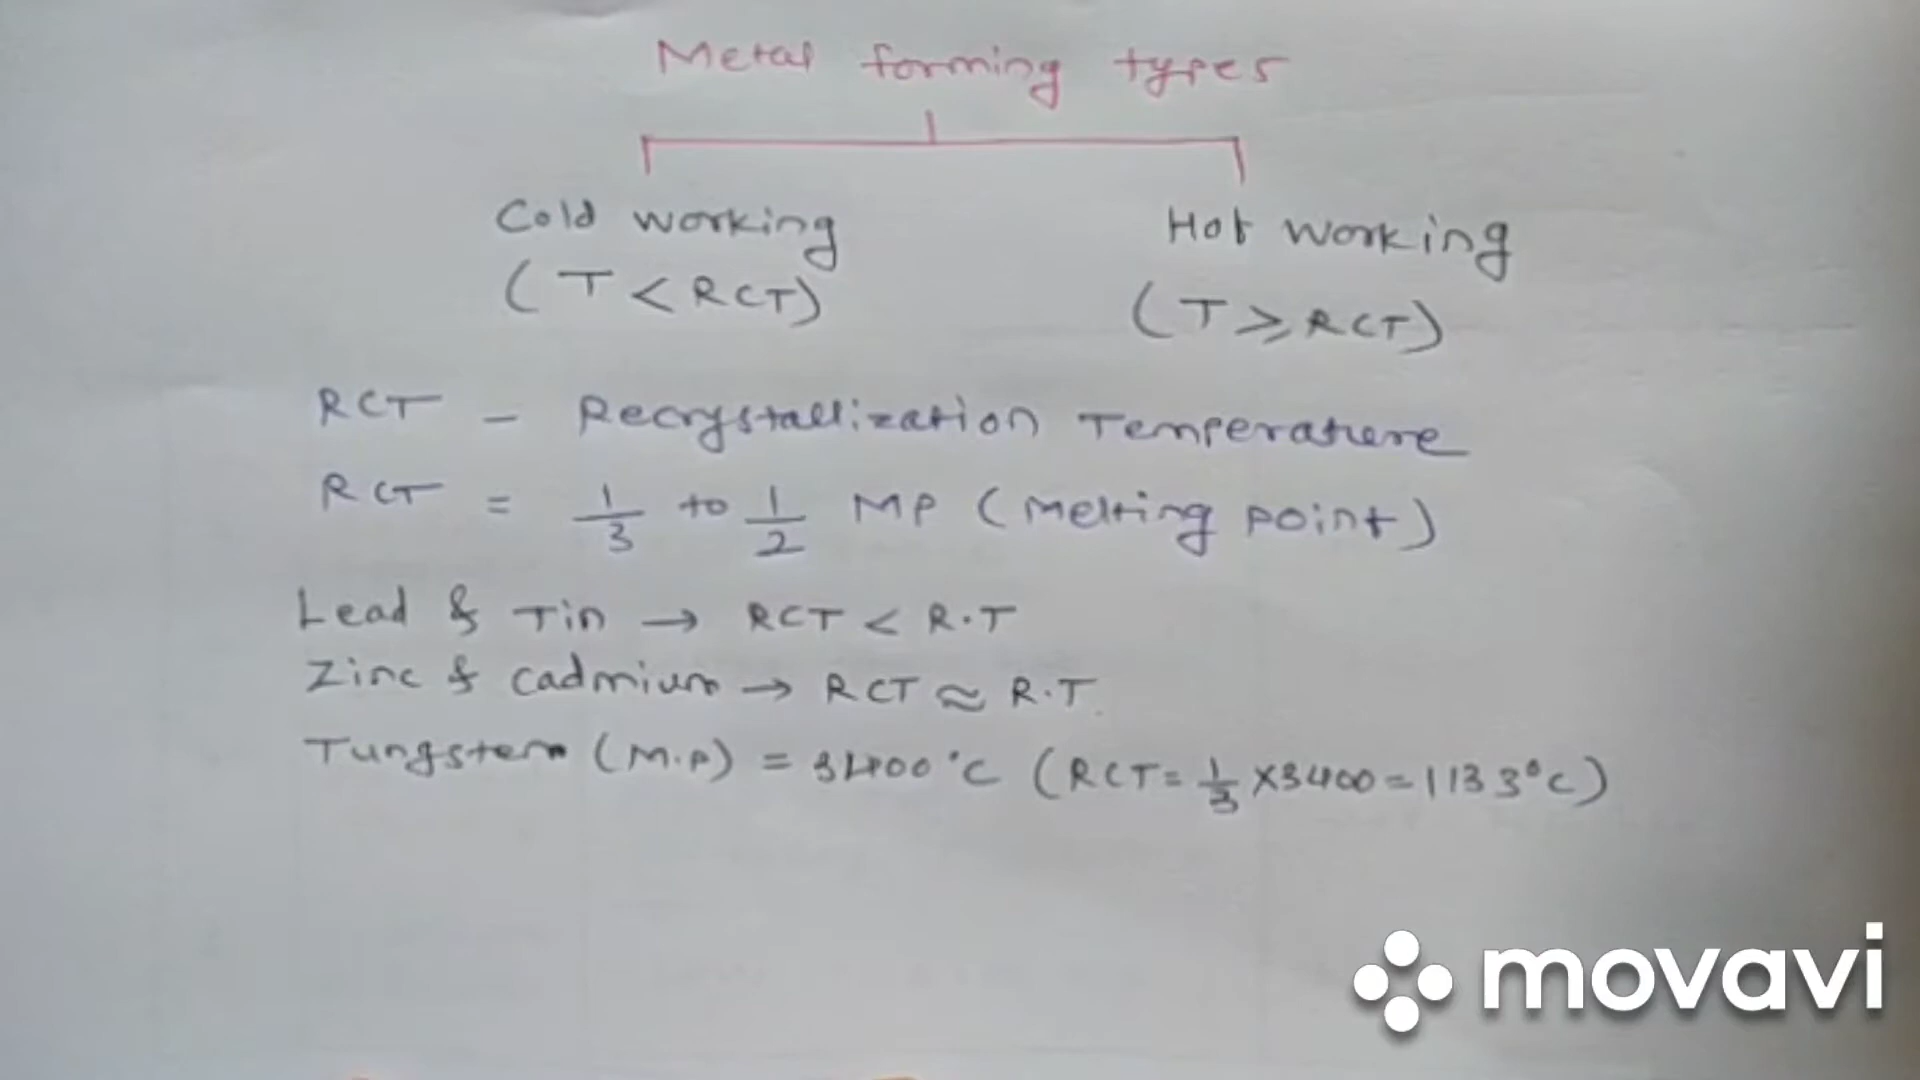 Metal forming types
Cold working
Hot working
(T < RCT)
(T ≥ RCT)
RCT - Recrystallization Temperature
RCT = 1/3 to 1/2 MP (Melting point)
Lead & Tin → RCT < R.T
Zinc & Cadmium → RCT ≈ R.T.
Tungsten (M.P) = 3400°C (RCT = 1/3 X3400 = 1133°C)
movavi